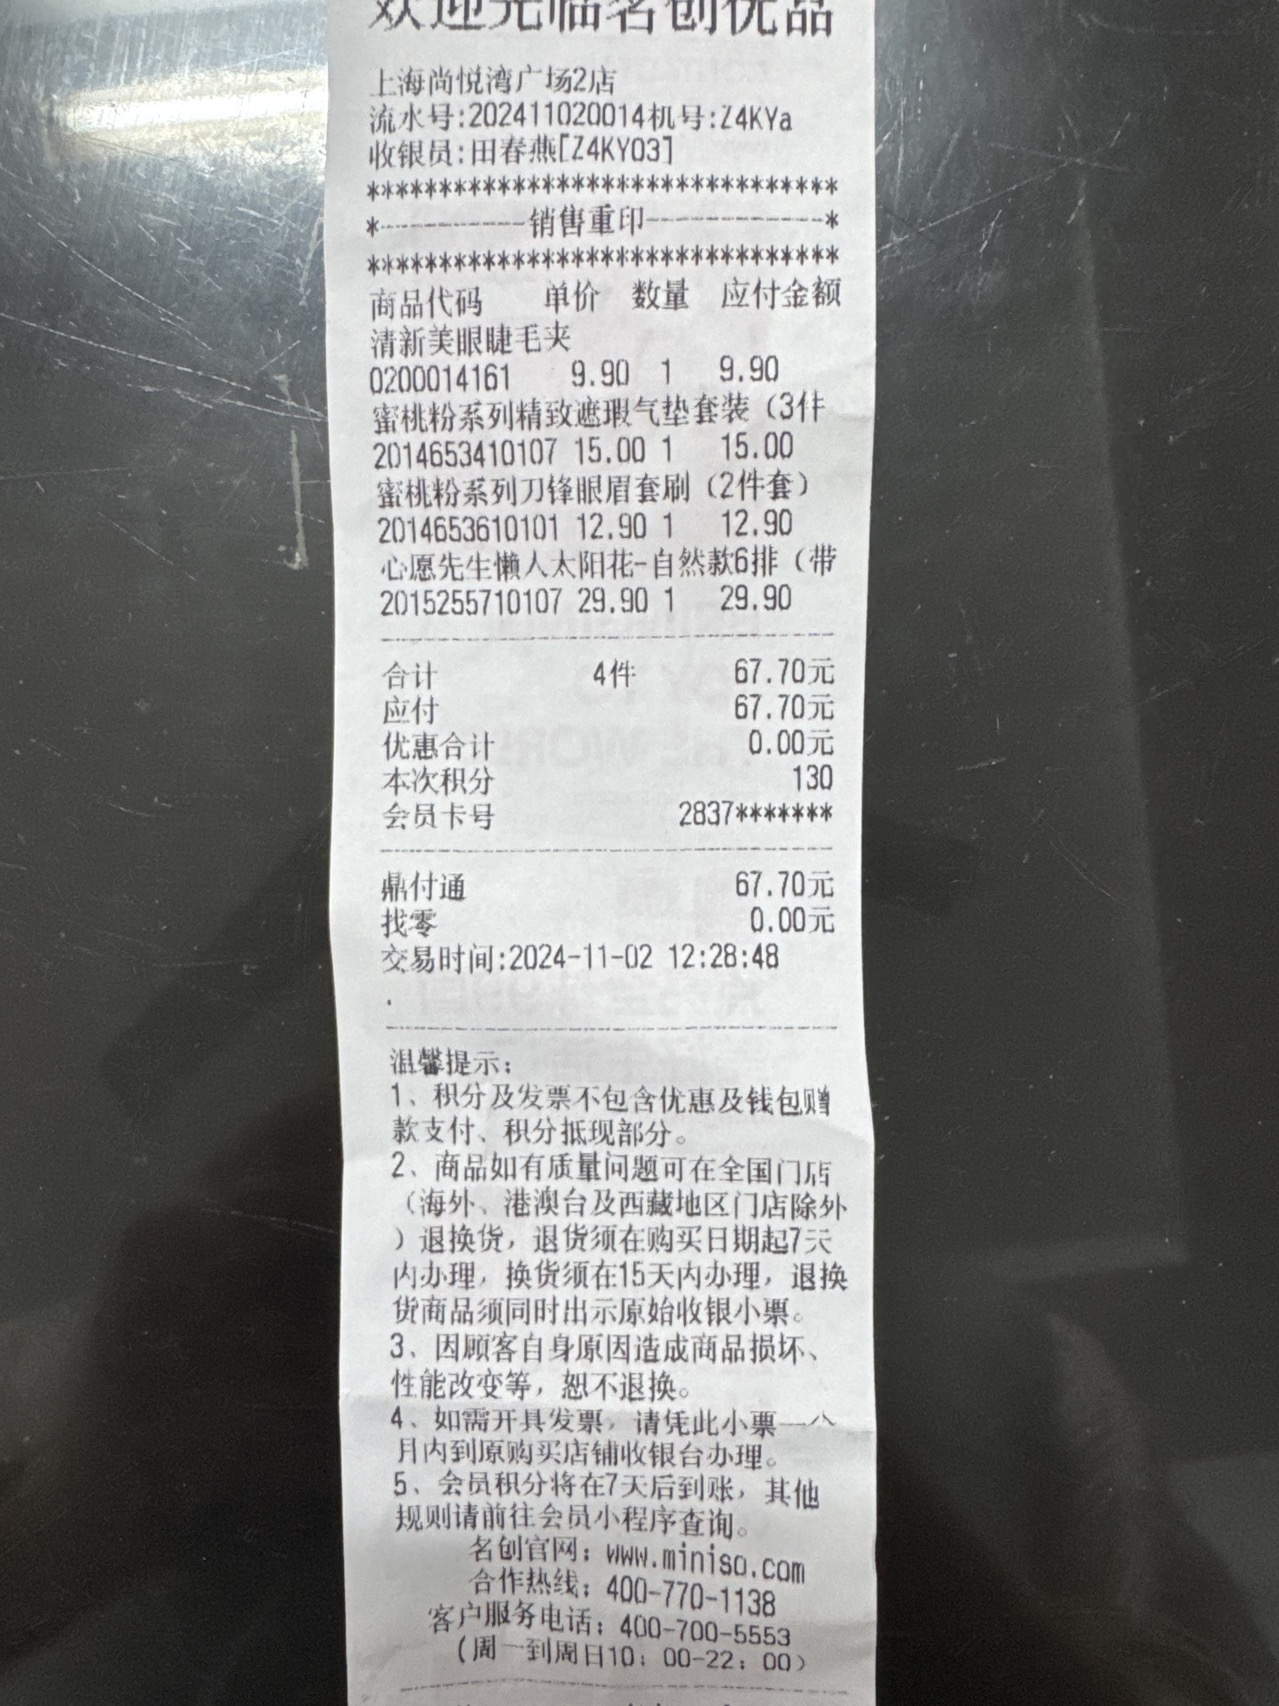 欢迎光临名创优品
上海尚悦湾广场2店
流水号:202411020014机号:Z4KYa
收银员:田春燕[Z4KY03]
*********************************
*----------销售重印------------*
*********************************
商品代码 单价 数量 应付金额
清新美眼睫毛夹
0200014161 9.90 1 9.90
蜜桃粉系列精致遮瑕气垫套装（3件
2014653410107 15.00 1 15.00
蜜桃粉系列刀锋眼眉套刷（2件套）
2014653610101 12.90 1 12.90
心愿先生懒人太阳花-自然款6排（带
2015255710107 29.90 1 29.90
合计 4件 67.70元
应付 67.70元
优惠合计 0.00元
本次积分 130
会员卡号 2837*******
鼎付通 67.70元
找零 0.00元
交易时间:2024-11-02 12:28:48
.
温馨提示：
1、积分及发票不包含优惠及钱包赠
款支付、积分抵现部分。
2、商品如有质量问题可在全国门店
（海外、港澳台及西藏地区门店除外
）退换货，退货须在购买日期起7天
内办理，换货须在15天内办理，退换
货商品须同时出示原始收银小票。
3、因顾客自身原因造成商品损坏、
性能改变等，恕不退换。
4、如需开具发票，请凭此小票一个
月内到原购买店铺收银台办理。
5、会员积分将在7天后到账，其他
规则请前往会员小程序查询。
名创官网：www.miniso.com
合作热线：400-770-1138
客户服务电话：400-700-5553
（周一到周日10：00-22：00）